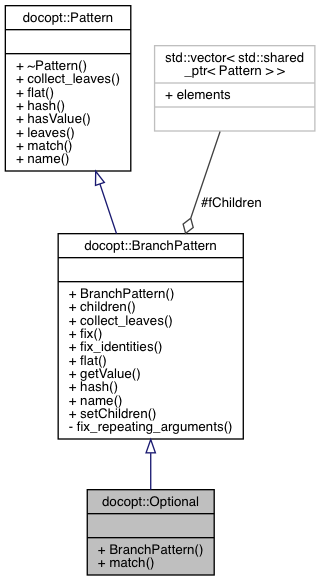 docopt::Pattern
+ ~Pattern()
+ collect_leaves()
+ flat()
+ hash()
+ hasValue()
+ leaves()
+ match()
+ name()
std::vector< std::shared
_ptr< Pattern > >
+ elements
#fChildren
docopt::BranchPattern
+ BranchPattern()
+ children()
+ collect_leaves()
+ fix()
+ fix_identities()
+ flat()
+ getValue()
+ hash()
+ name()
+ setChildren()
- fix_repeating_arguments()
docopt::Optional
+ BranchPattern()
+ match()